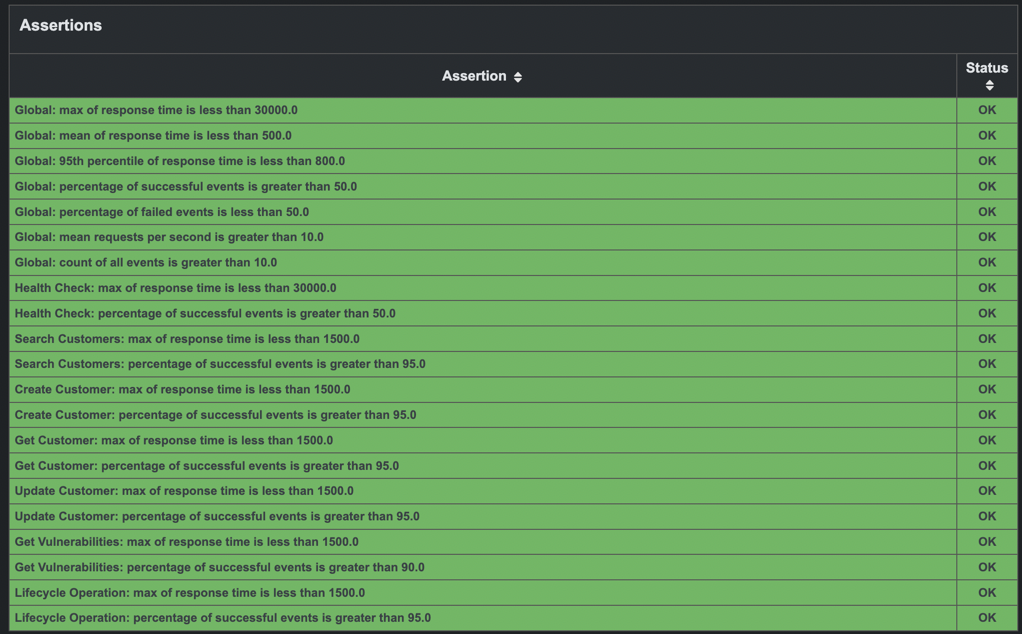 Assertions
Assertion Status
Global: max of response time is less than 30000.0 OK
Global: mean of response time is less than 500.0 OK
Global: 95th percentile of response time is less than 800.0 OK
Global: percentage of successful events is greater than 50.0 OK
Global: percentage of failed events is less than 50.0 OK
Global: mean requests per second is greater than 10.0 OK
Global: count of all events is greater than 10.0 OK
Health Check: max of response time is less than 30000.0 OK
Health Check: percentage of successful events is greater than 50.0 OK
Search Customers: max of response time is less than 1500.0 OK
Search Customers: percentage of successful events is greater than 95.0 OK
Create Customer: max of response time is less than 1500.0 OK
Create Customer: percentage of successful events is greater than 95.0 OK
Get Customer: max of response time is less than 1500.0 OK
Get Customer: percentage of successful events is greater than 95.0 OK
Update Customer: max of response time is less than 1500.0 OK
Update Customer: percentage of successful events is greater than 95.0 OK
Get Vulnerabilities: max of response time is less than 1500.0 OK
Get Vulnerabilities: percentage of successful events is greater than 90.0 OK
Lifecycle Operation: max of response time is less than 1500.0 OK
Lifecycle Operation: percentage of successful events is greater than 95.0 OK